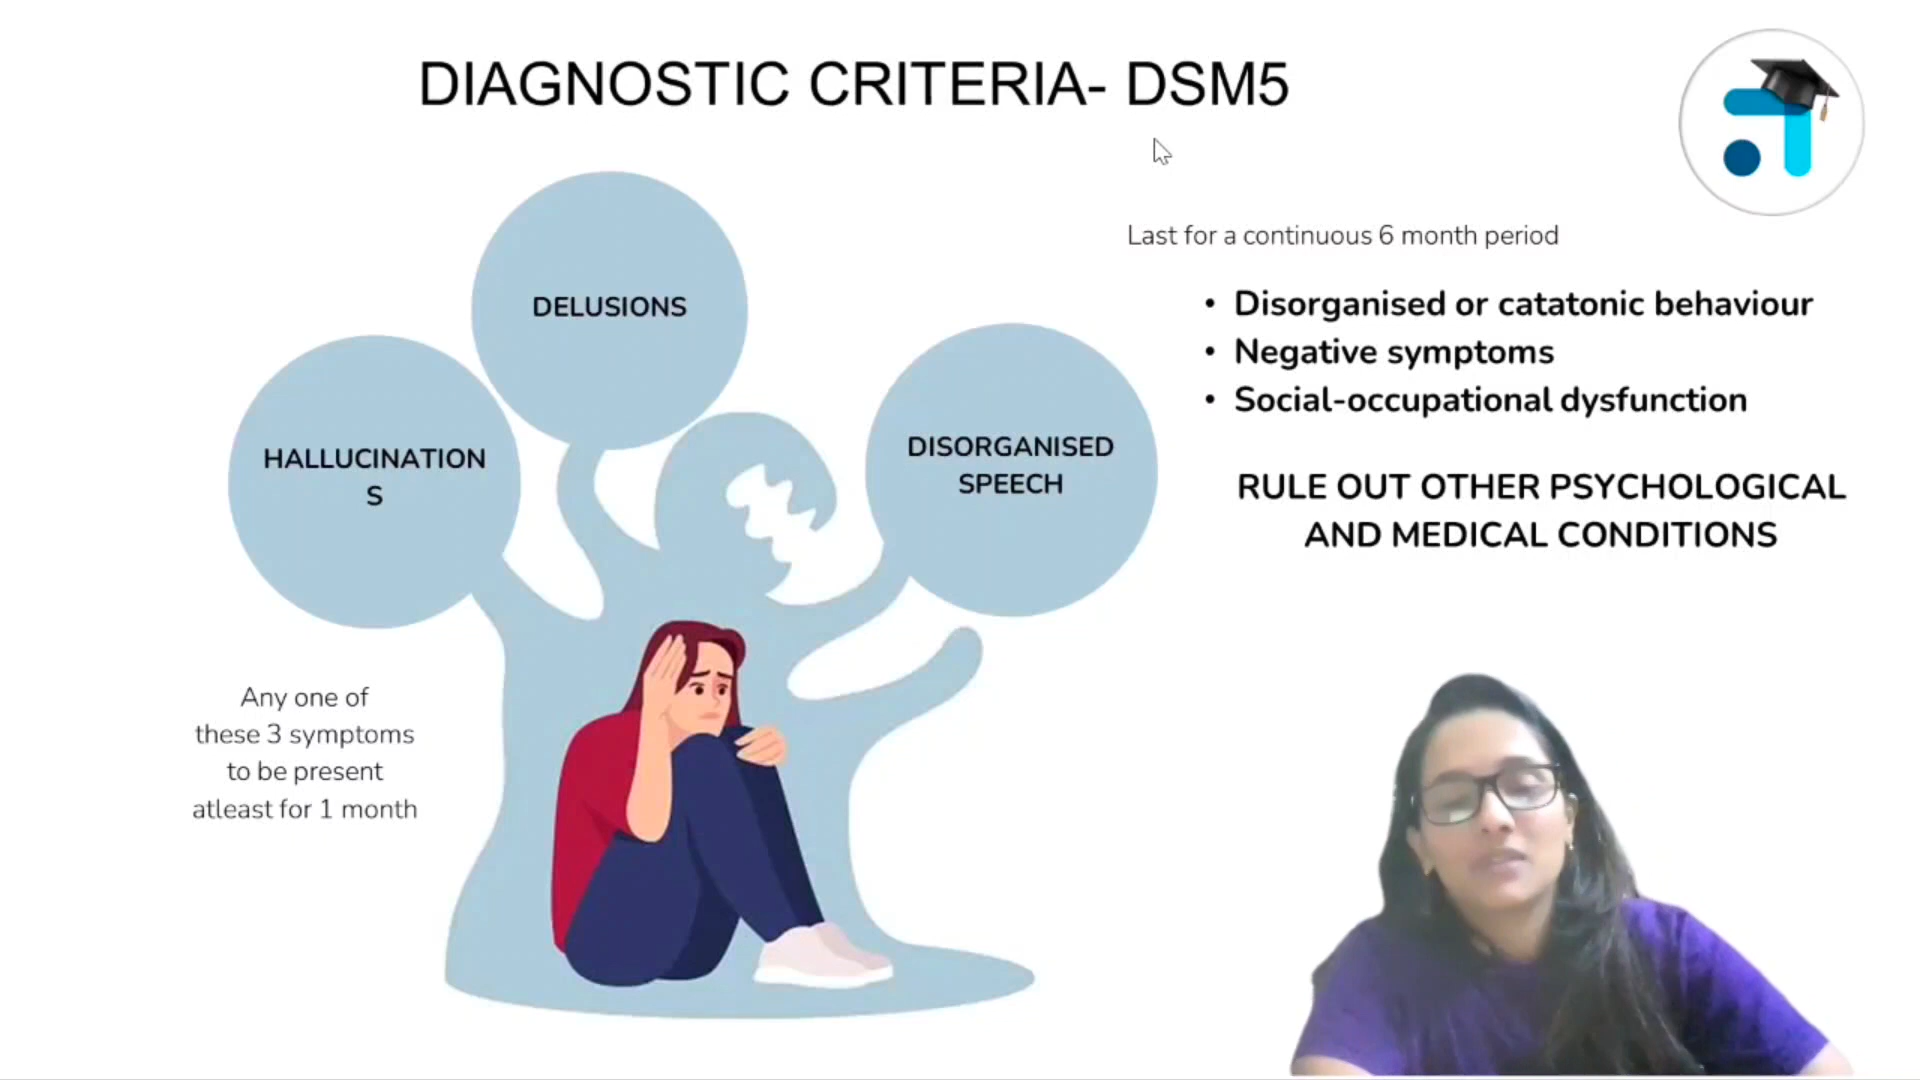 DIAGNOSTIC CRITERIA- DSM5
DELUSIONS
HALLUCINATION
S
DISORGANISED
SPEECH
Any one of
these 3 symptoms
to be present
atleast for 1 month
Last for a continuous 6 month period
• Disorganised or catatonic behaviour
• Negative symptoms
• Social-occupational dysfunction
RULE OUT OTHER PSYCHOLOGICAL
AND MEDICAL CONDITIONS